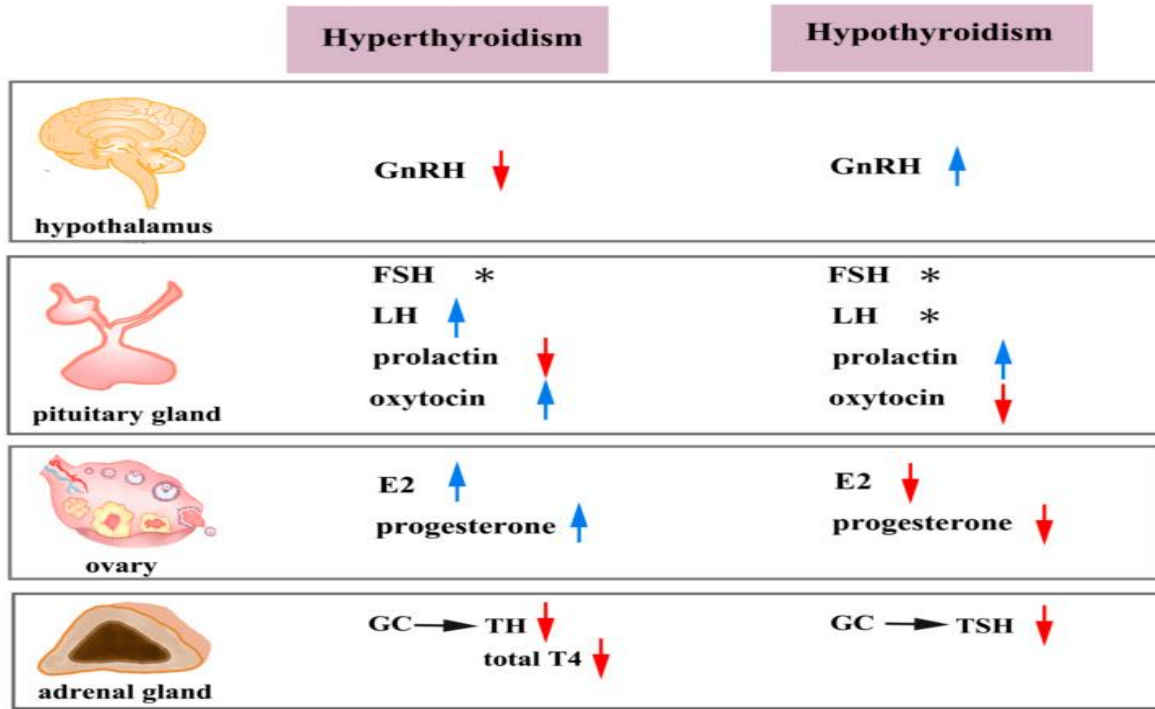 Hyperthyroidism Hypothyroidism
GnRH GnRH
hypothalamus
FSH * FSH *
LH LH *
prolactin prolactin
oxytocin oxytocin
pituitary gland
E2 E2
progesterone progesterone
ovary
GC TH GC TSH
total T4
adrenal gland